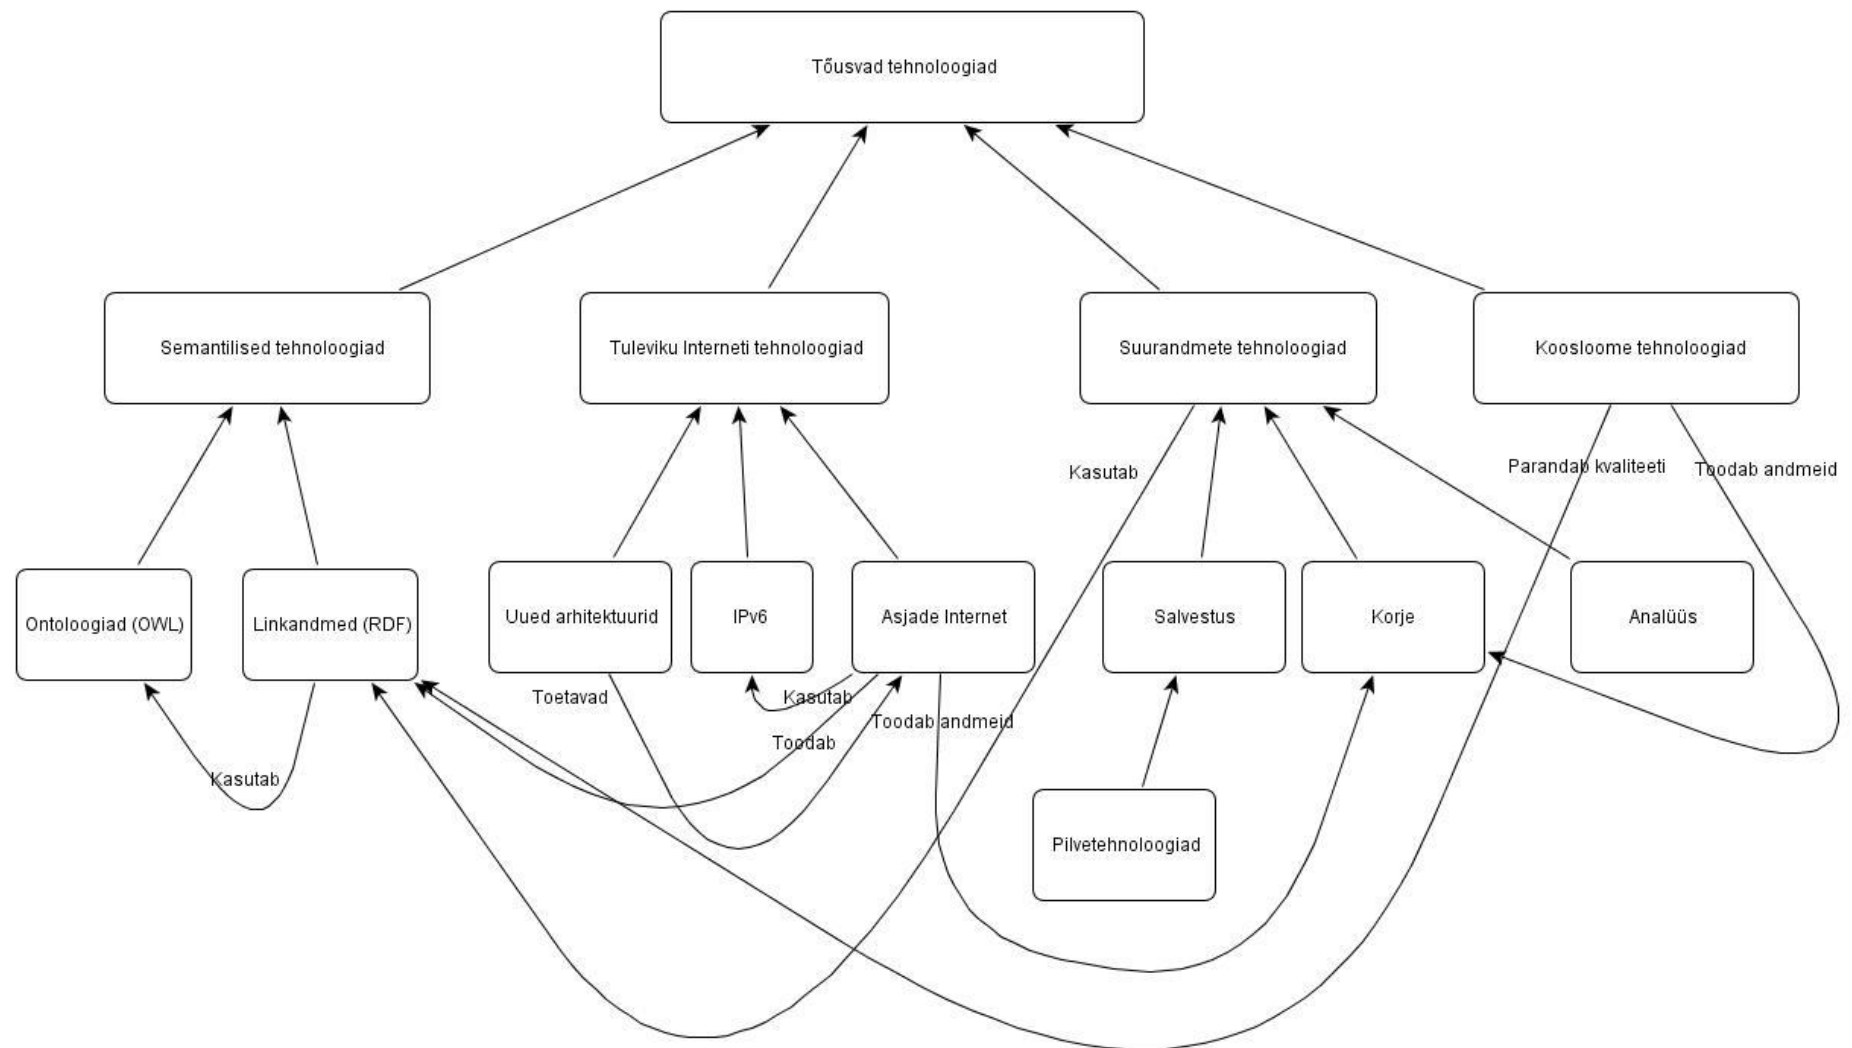 Tõusvad tehnoloogiad
Semantilised tehnoloogiad
Tuleviku Interneti tehnoloogiad
Suurandmete tehnoloogiad
Koosloome tehnoloogiad
Kasutab
Parandab kvaliteeti
Toodab andmeid
Ontoloogiad (OWL)
Linkandmed (RDF)
Uued arhitektuurid
IPv6
Asjade Internet
Salvestus
Korje
Analüüs
Toetavad
Kasutab
Toodab andmeid
Toodab
Kasutab
Pilvetehnoloogiad